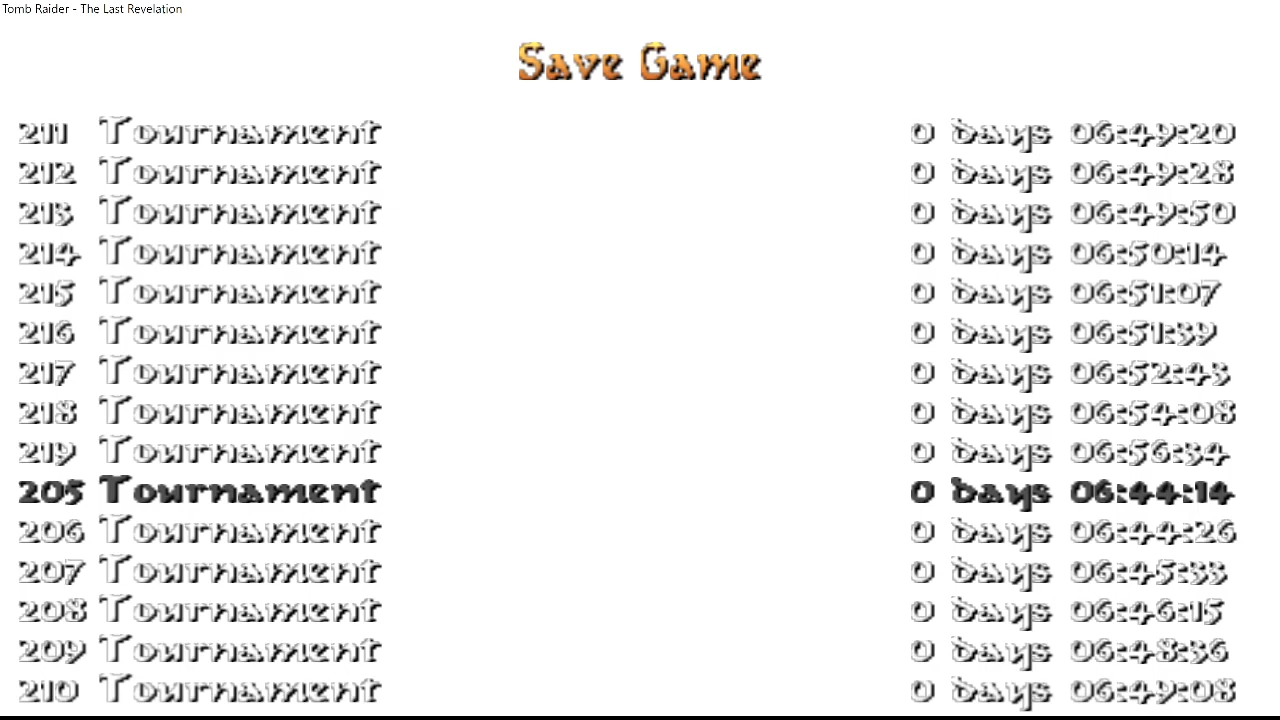 Tomb Raider - The Last Revelation
Save Game
211 Tournament 0 days 06:49:20
212 Tournament 0 days 06:49:28
213 Tournament 0 days 06:49:50
214 Tournament 0 days 06:50:14
215 Tournament 0 days 06:51:07
216 Tournament 0 days 06:51:39
217 Tournament 0 days 06:52:43
218 Tournament 0 days 06:54:08
219 Tournament 0 days 06:56:34
205 Tournament 0 days 06:44:14
206 Tournament 0 days 06:44:26
207 Tournament 0 days 06:45:33
208 Tournament 0 days 06:46:15
209 Tournament 0 days 06:48:36
210 Tournament 0 days 06:49:08